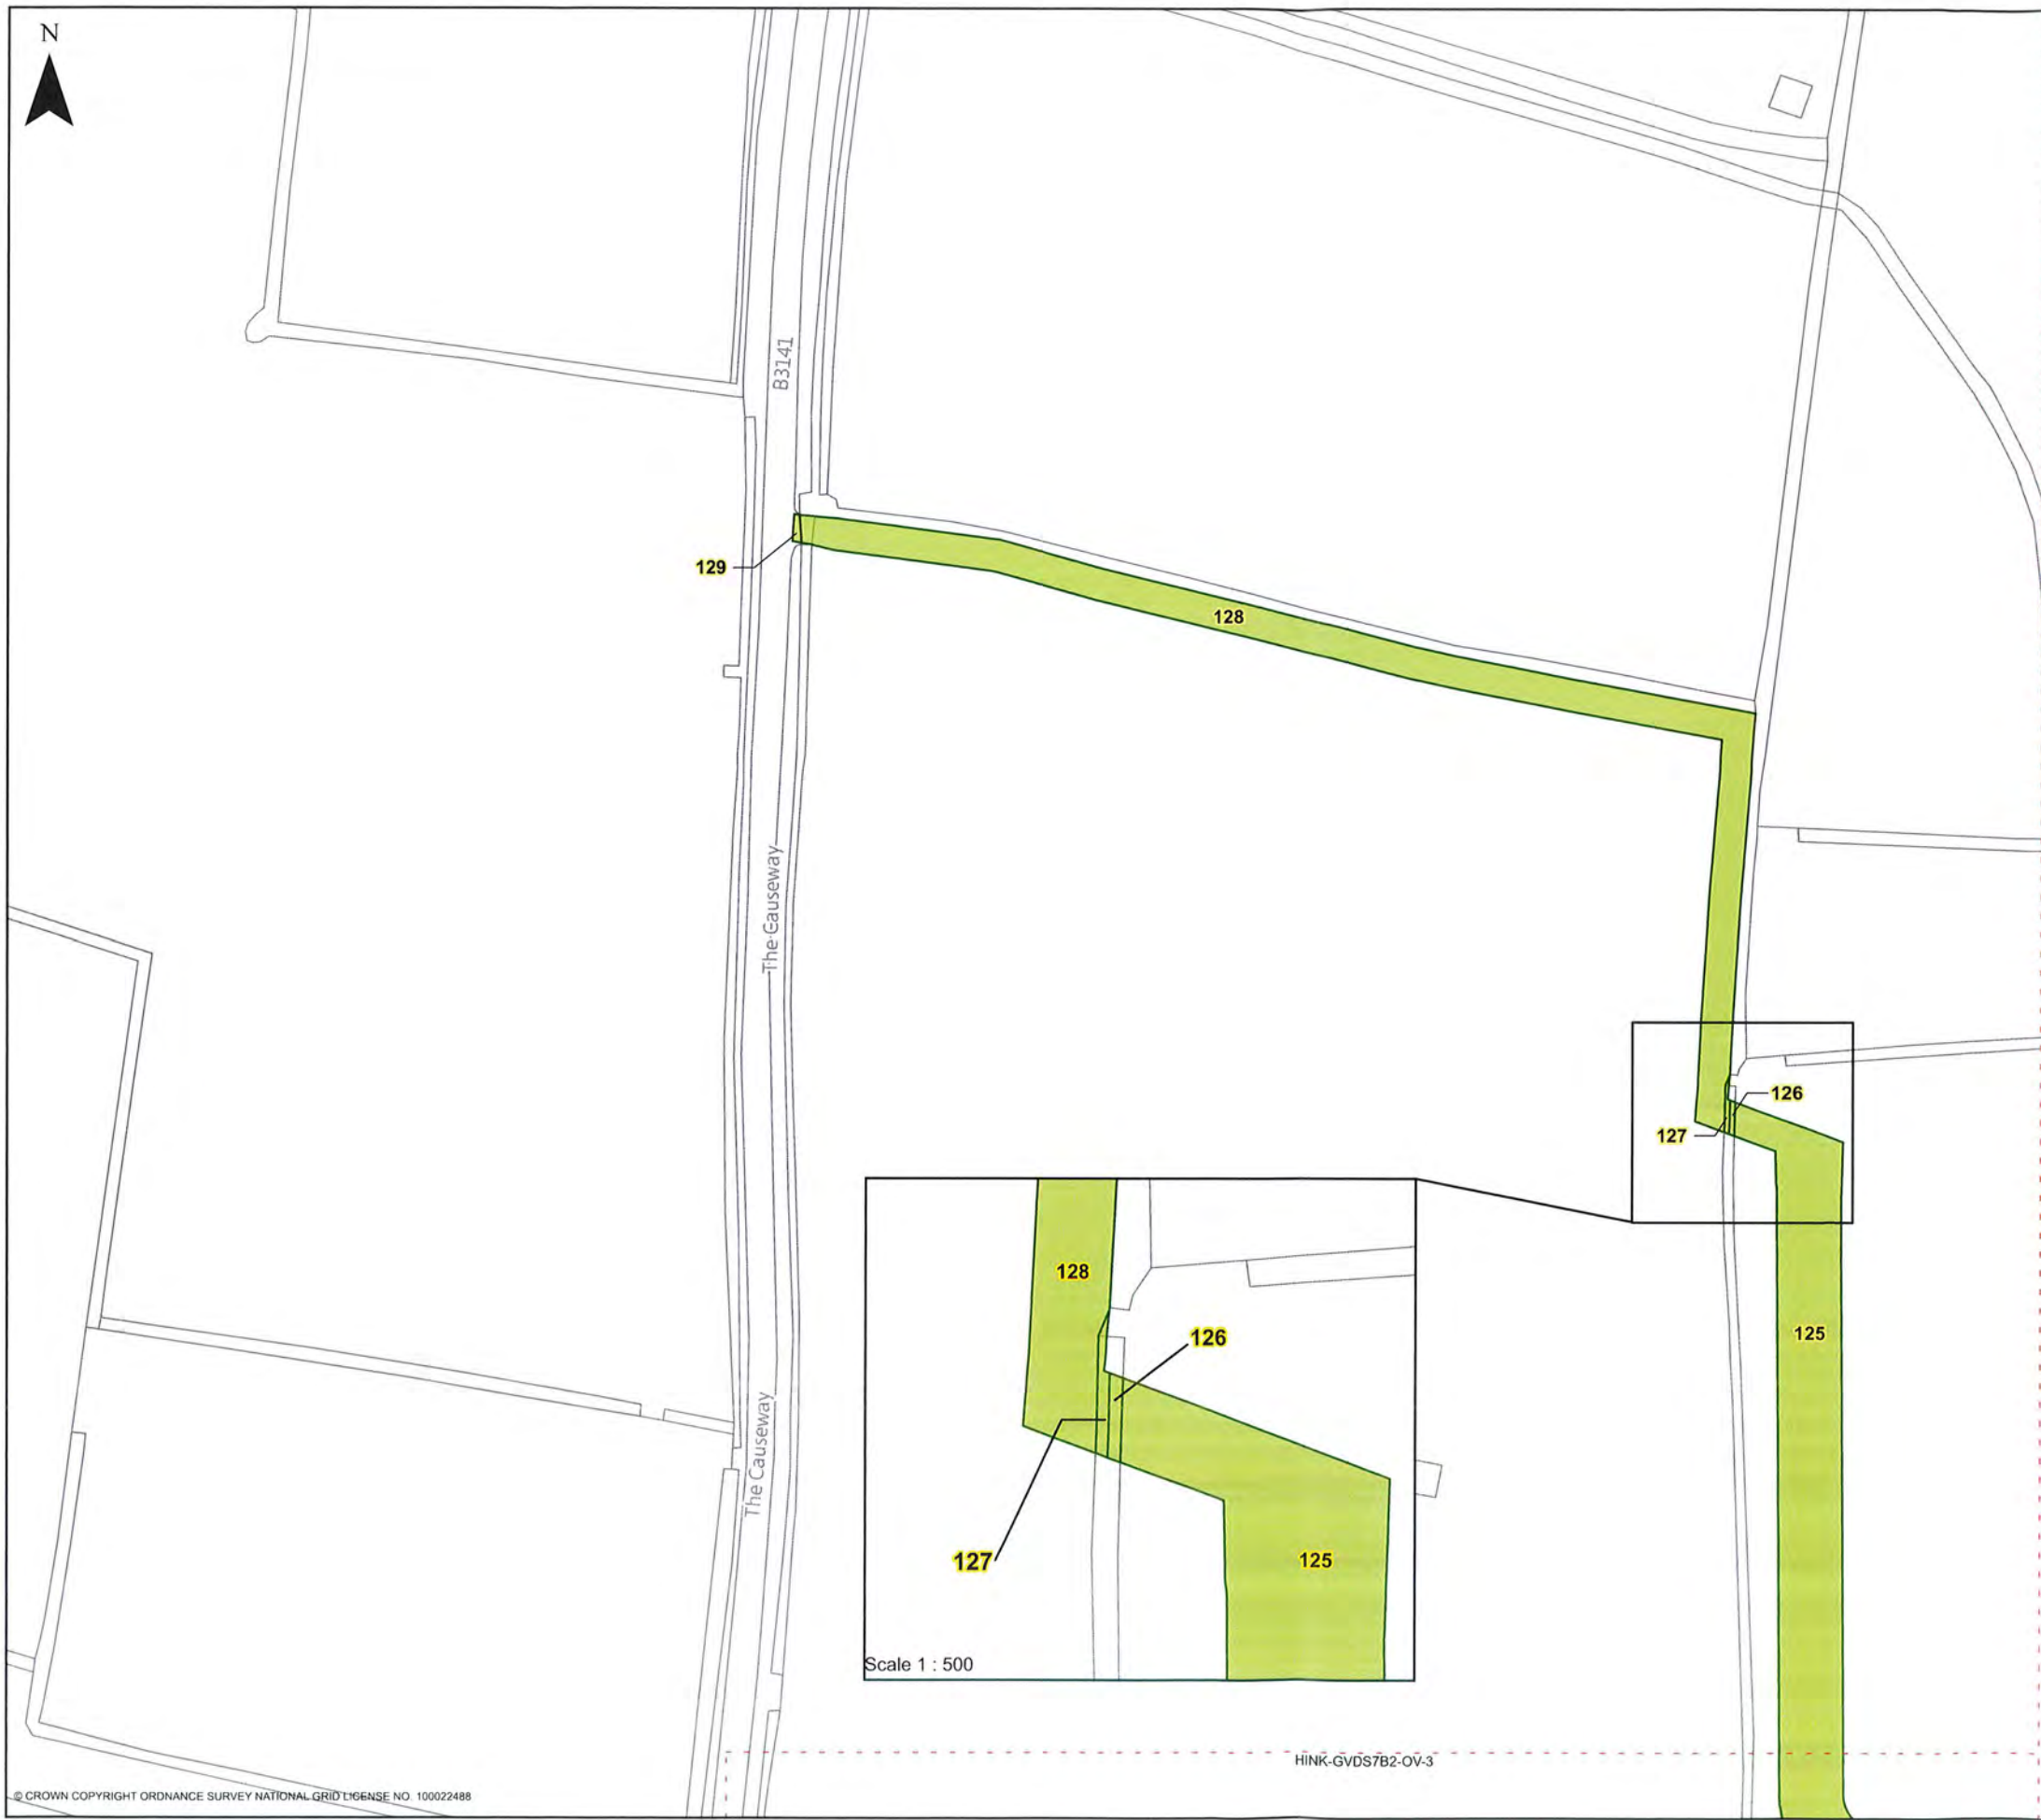 N
B3141
129
128
The Causeway
126
127
128
126
125
127
125
The Causeway
Scale 1 : 500
HINK-GVDS7B2-OV-3
© CROWN COPYRIGHT ORDNANCE SURVEY NATIONAL GRID LICENSE NO. 100022488